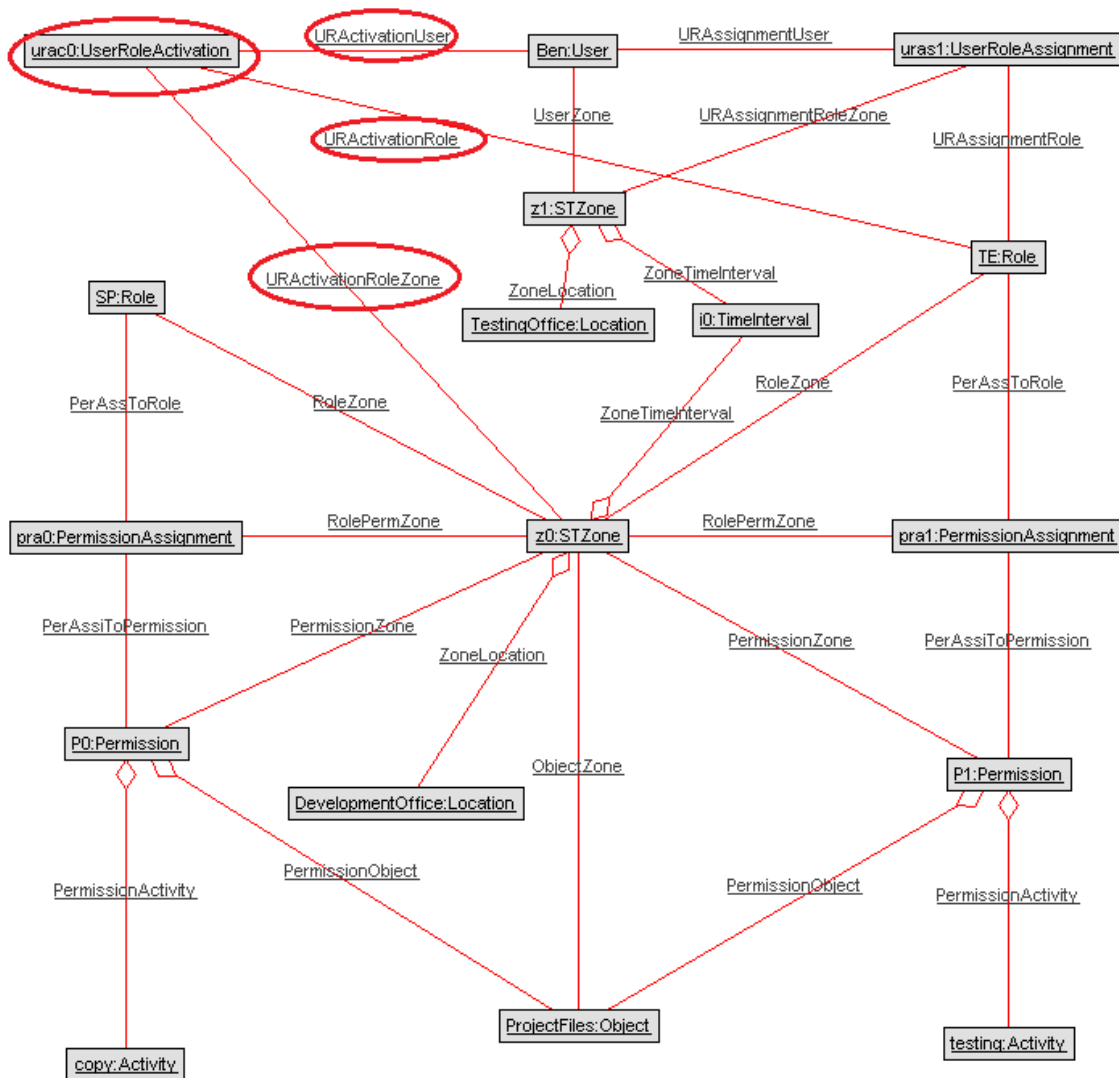 URActivationUser
URAssignmentUser
urac0:UserRoleActivation
Ben:User
uras1:UserRoleAssignment
UserZone
URAssignmentRoleZone
URActivationRole
URAssignmentRole
z1:STZone
TE:Role
URActivationRoleZone
ZoneTimeInterval
ZoneLocation
SP:Role
TestingOffice:Location
i0:TimeInterval
PerAssToRole
RoleZone
RoleZone
PerAssToRole
ZoneTimeInterval
RolePermZone
RolePermZone
pra0:PermissionAssignment
z0:STZone
pra1:PermissionAssignment
PerAssiToPermission
PermissionZone
PermissionZone
PerAssiToPermission
ZoneLocation
P0:Permission
ObjectZone
P1:Permission
DevelopmentOffice:Location
PermissionObject
PermissionActivity
PermissionObject
PermissionActivity
ProjectFiles:Object
testing:Activity
copy:Activity